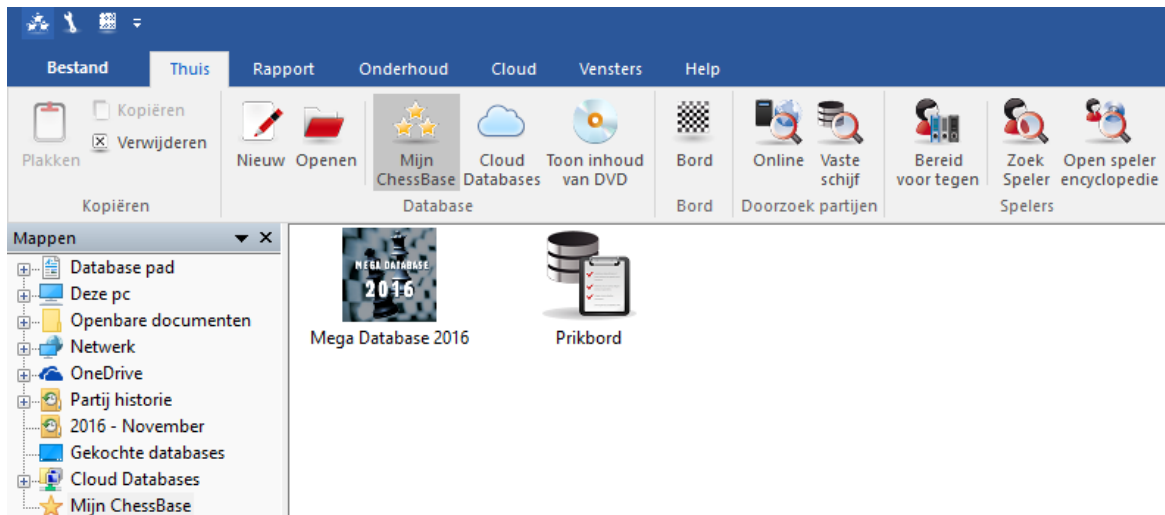 Bestand Thuis Rapport Onderhoud Cloud Vensters Help
Plakken
Kopiëren
Verwijderen
Kopiëren
Nieuw
Openen
Mijn
ChessBase
Cloud
Databases
Toon inhoud
van DVD
Database
Bord
Bord
Online
Vaste
schijf
Doorzoek partijen
Bereid
voor tegen
Zoek
Speler
Open speler
encyclopedie
Spelers
Mappen
Database pad
Deze pc
Openbare documenten
Netwerk
OneDrive
Partij historie
2016 - November
Gekochte databases
Cloud Databases
Mijn ChessBase
MEGA DATABASE
2016
Mega Database 2016
Prikbord